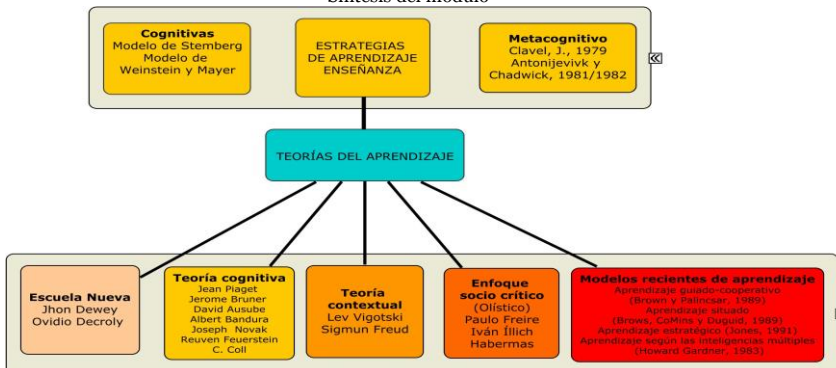 Síntesis del módulo
Cognitivas
Modelo de Stemberg
Modelo de
Weinstein y Mayer
ESTRATEGIAS
DE APRENDIZAJE
ENSEÑANZA
Metacognitivo
Clavel, J., 1979
Antonijevivk y
Chadwick, 1981/1982
TEORÍAS DEL APRENDIZAJE
Escuela Nueva
Jhon Dewey
Ovidio Decroly
Teoría cognitiva
Jean Piaget
Jerome Bruner
David Ausube
Albert Bandura
Joseph Novak
Reuven Feuerstein
C. Coll
Teoría
contextual
Lev Vigotski
Sigmun Freud
Enfoque
socio crítico
(Olístico)
Paulo Freire
Iván Íllich
Habermas
Modelos recientes de aprendizaje
Aprendizaje guiado-cooperativo
(Brown y Palincsar, 1989)
Aprendizaje situado
(Brows, CoMins y Duguid, 1989)
Aprendizaje estratégico (Jones, 1991)
Aprendizaje según las inteligencias múltiples
(Howard Gardner, 1983)